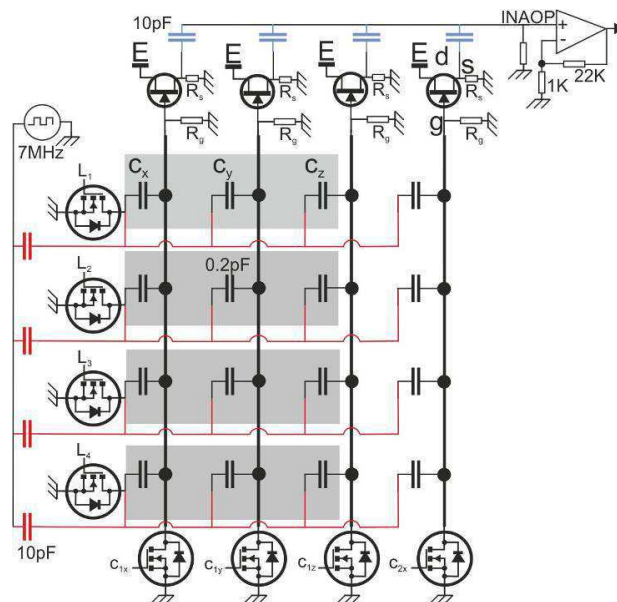 10pF
INAOP
+
-
E
E
E
E
d
s
R_s
R_s
R_s
R_s
1K
22K
g
R_g
R_g
R_g
R_g
7MHz
L_1
C_x
C_y
C_z
L_2
0.2pF
L_3
L_4
10pF
C_1x
C_1y
C_1z
C_2x